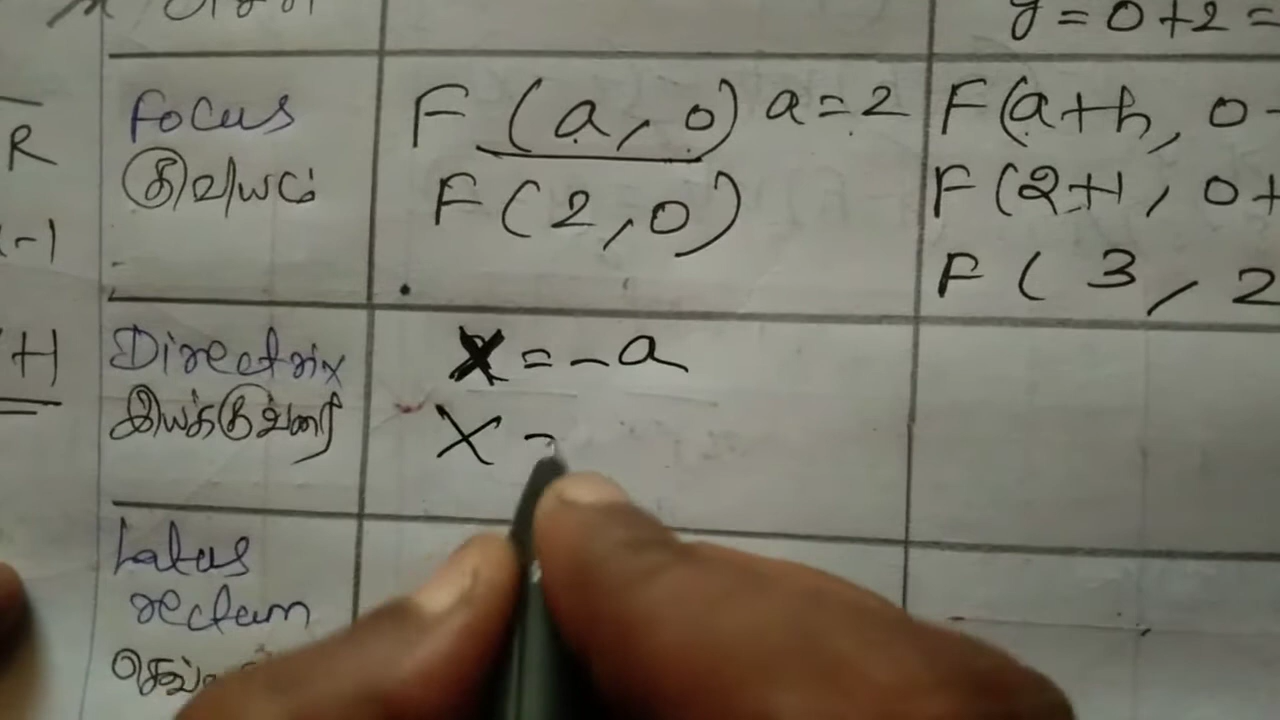 y = 0 + 2 =
R
-1
H
Focus
குவியம்
F (a, 0) a = 2
F (2, 0)
F(a+h, 0
F(2+1, 0+
F( 3, 2
Directrix
இயக்குவரை
X = -a
X =
Latus
rectum